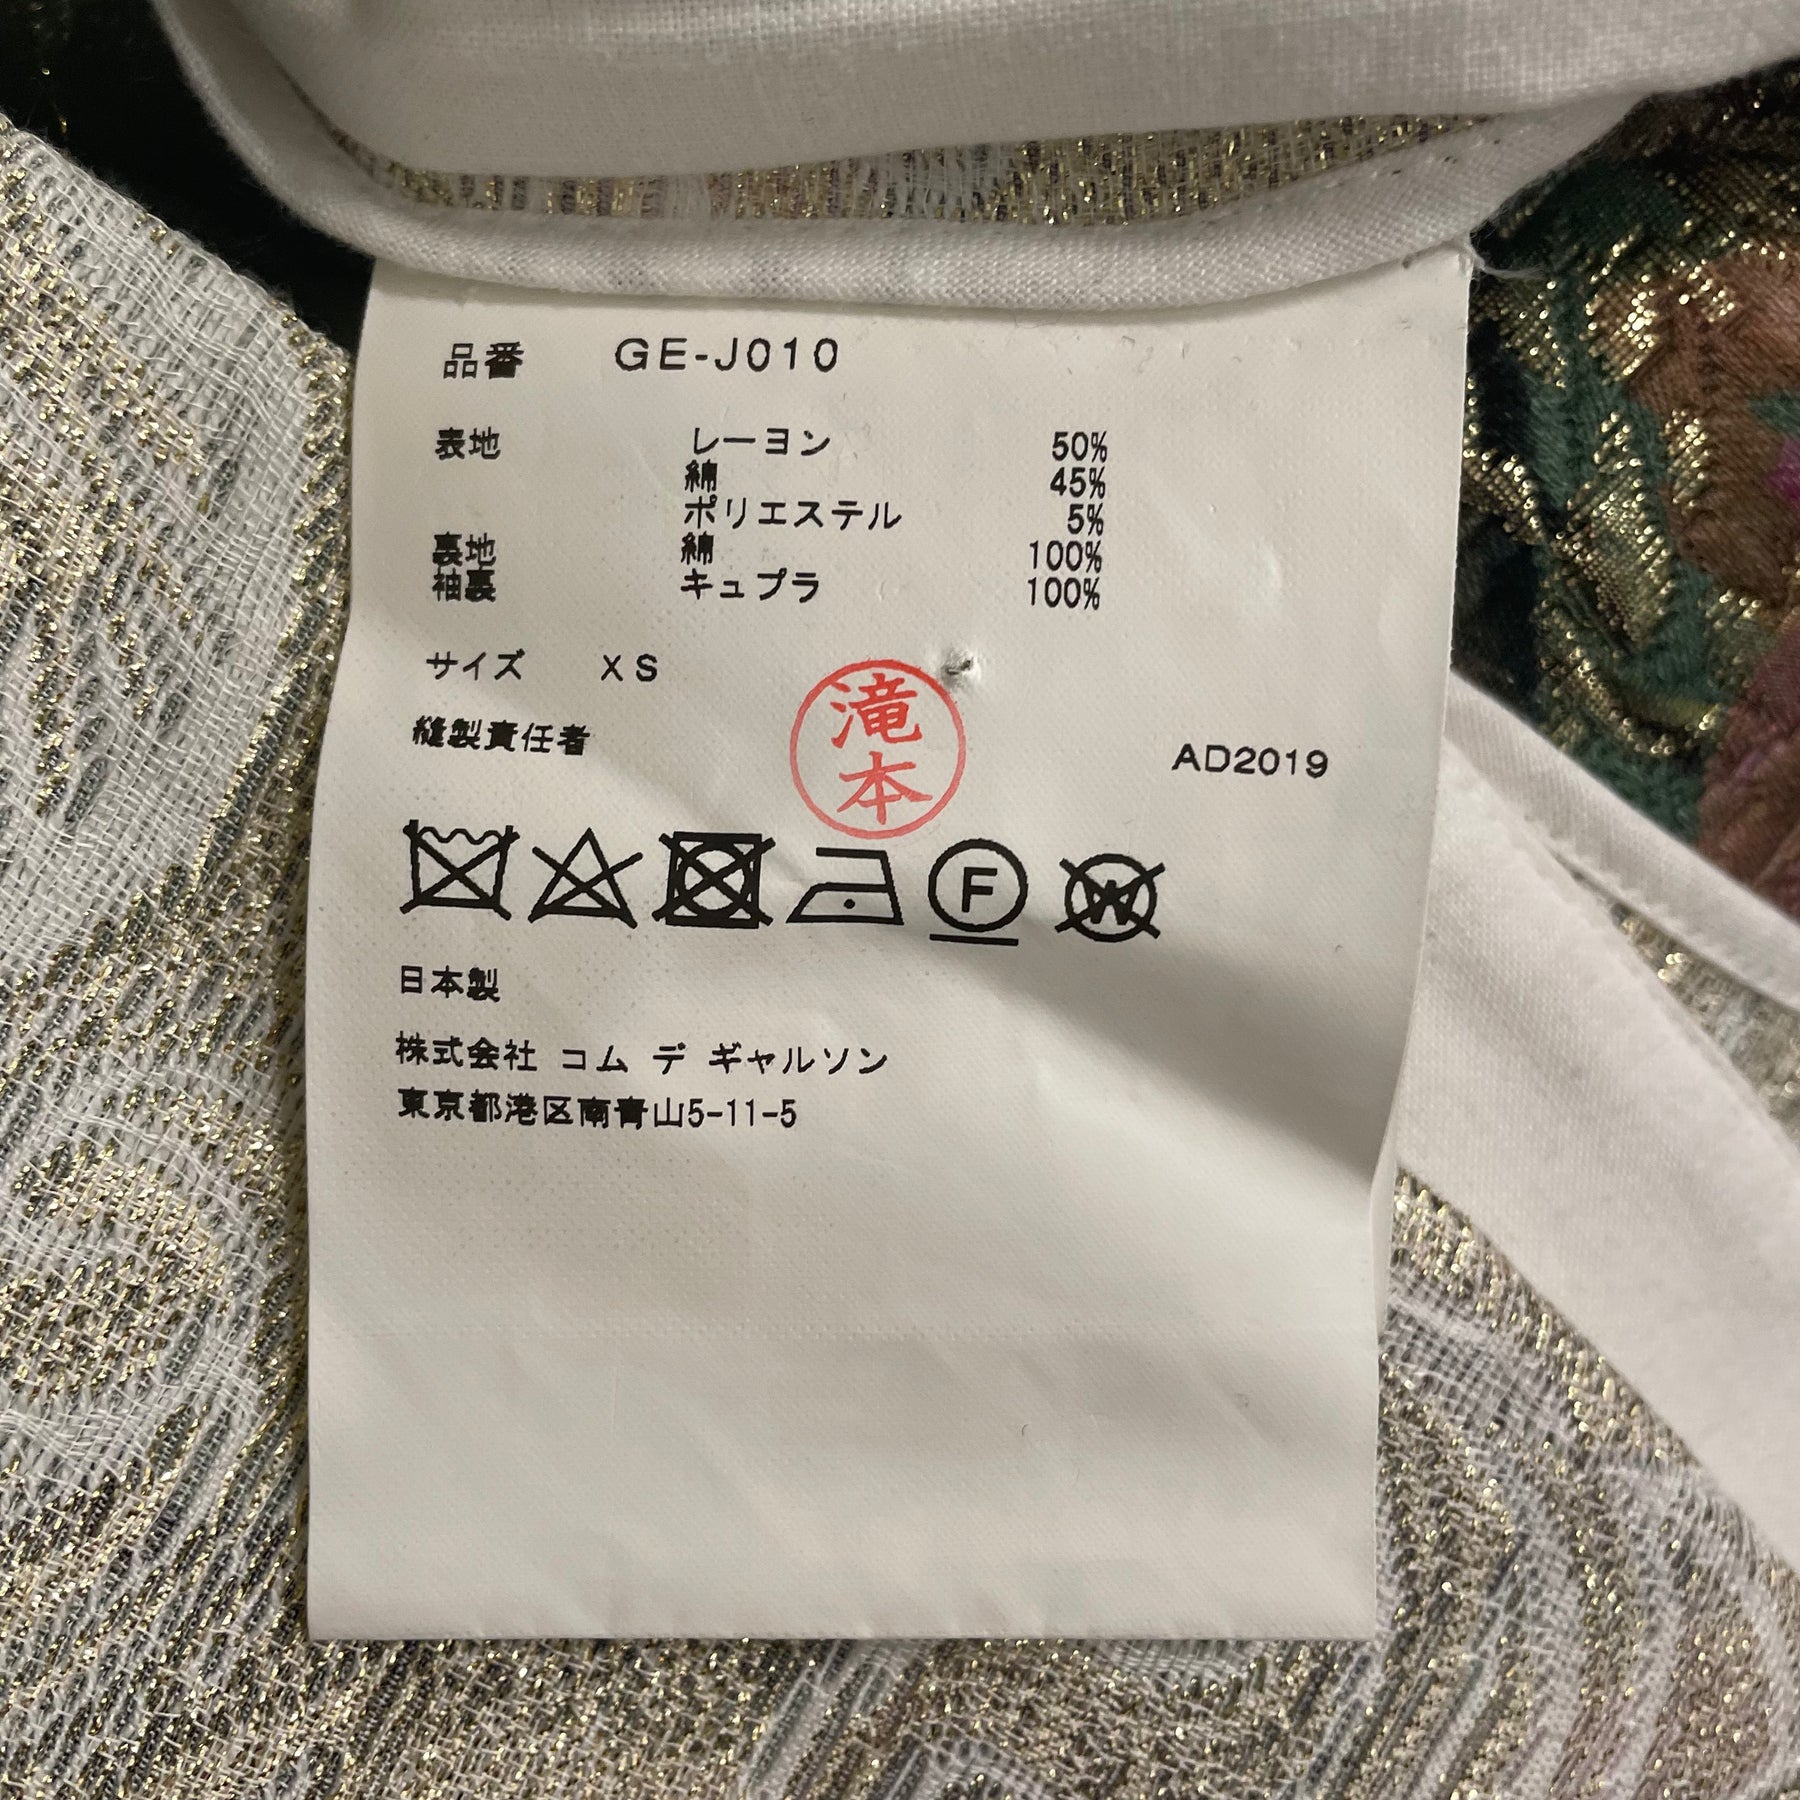 品番 GE-J010
表地 レーヨン 50%
綿 45%
ポリエステル 5%
裏地 綿 100%
袖裏 キュプラ 100%
サイズ XS
滝本
縫製責任者
AD2019
F W
日本製
株式会社 コム デ ギャルソン
東京都港区南青山5-11-5